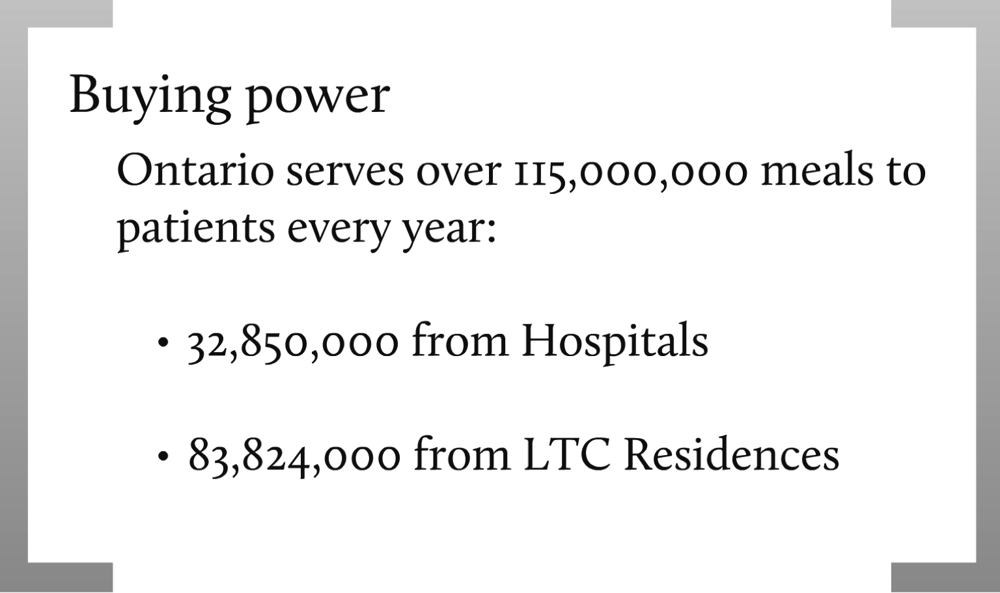 Buying power
Ontario serves over 115,000,000 meals to
patients every year:
• 32,850,000 from Hospitals
• 83,824,000 from LTC Residences